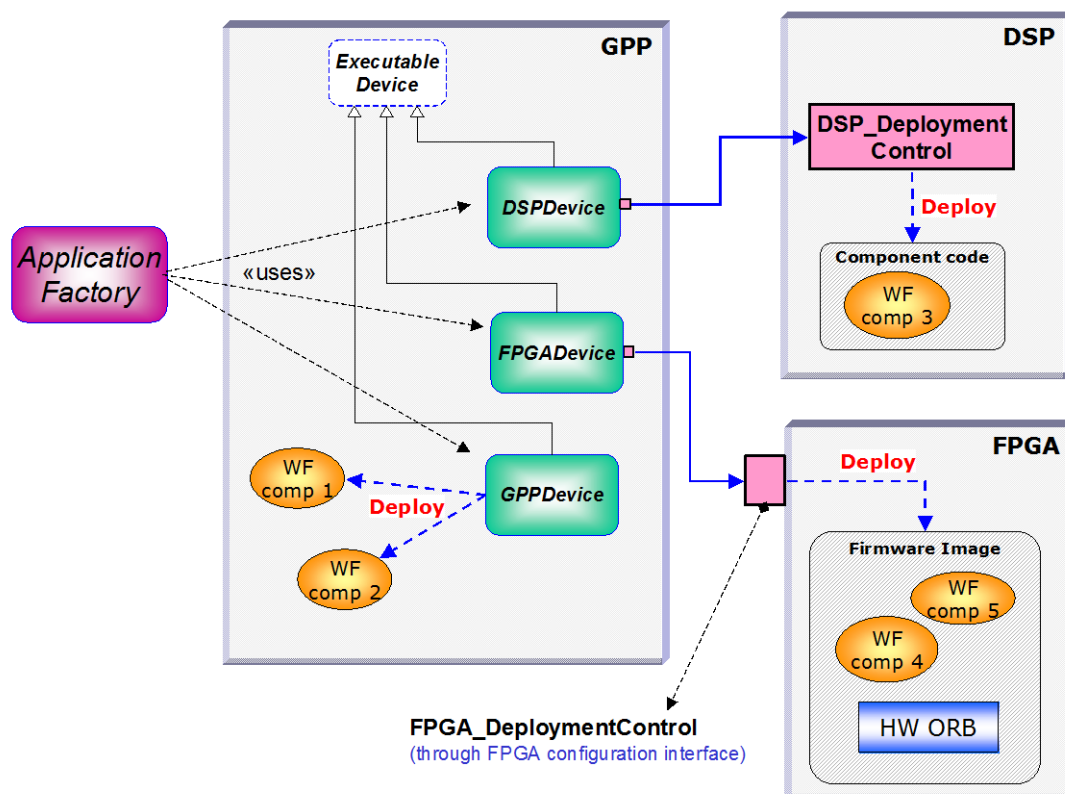 GPP
Executable
Device
DSPDevice
Application
Factory
«uses»
FPGADevice
WF
comp 1
Deploy
GPPDevice
WF
comp 2
DSP
DSP_Deployment
Control
Deploy
Component code
WF
comp 3
FPGA
Deploy
Firmware Image
WF
comp 5
WF
comp 4
HW ORB
FPGA_DeploymentControl
(through FPGA configuration interface)